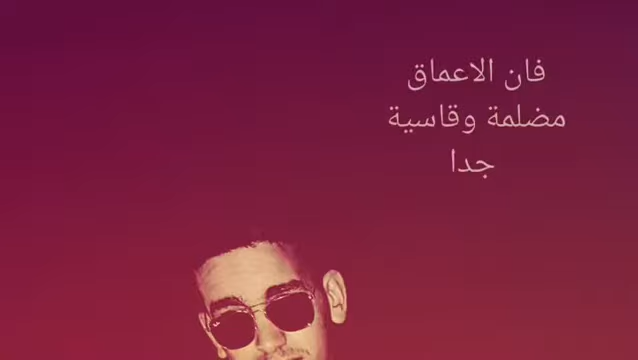 فان الاعماق
مضلمة وقاسية
جدا